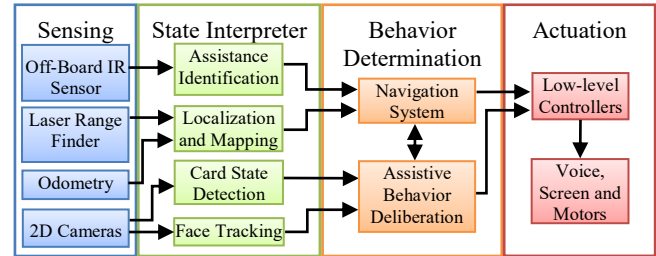 Sensing
Off-Board IR
Sensor
Laser Range
Finder
Odometry
2D Cameras
State Interpreter
Assistance
Identification
Localization
and Mapping
Card State
Detection
Face Tracking
Behavior
Determination
Navigation
System
Assistive
Behavior
Deliberation
Actuation
Low-level
Controllers
Voice,
Screen and
Motors